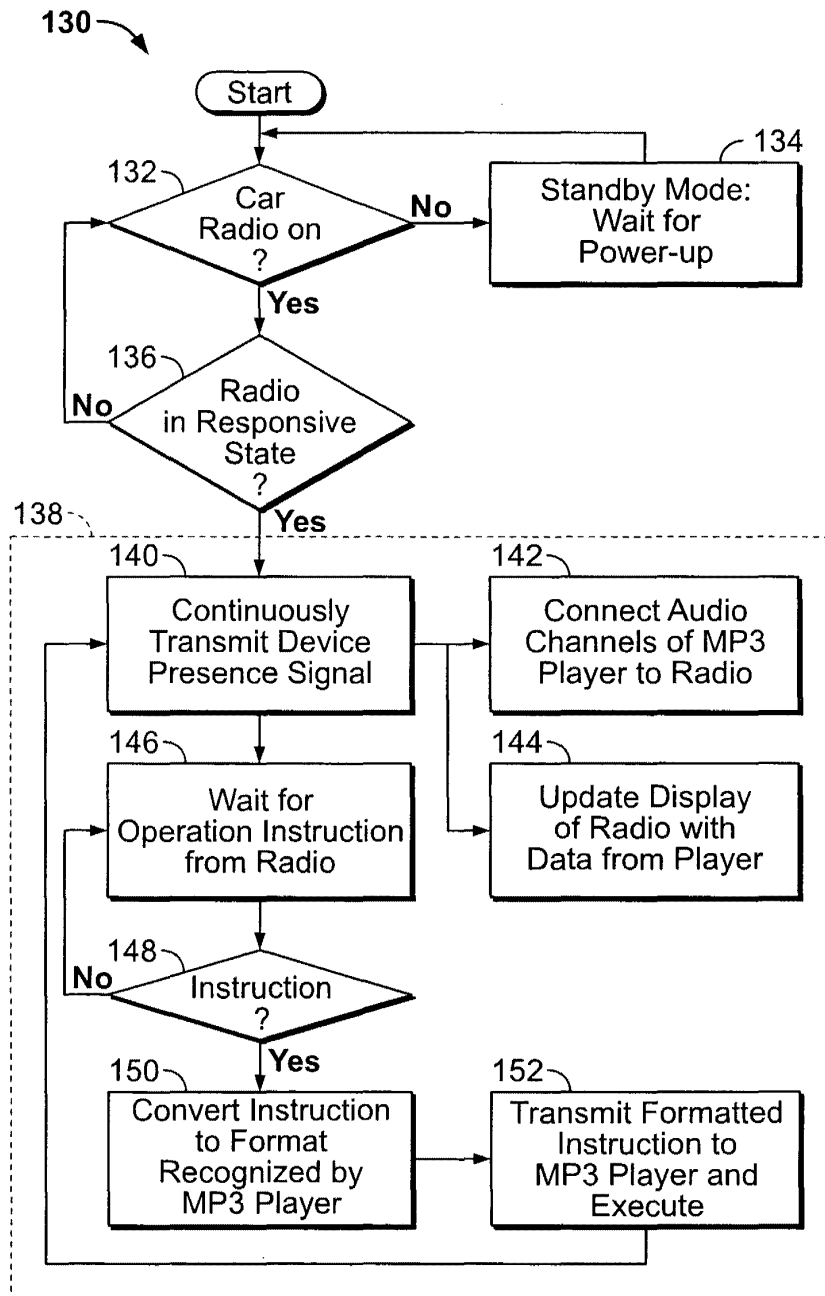 130
Start
132
Car
Radio on
?
No
134
Standby Mode:
Wait for
Power-up
Yes
136
Radio
in Responsive
State
?
No
Yes
138
140
Continuously
Transmit Device
Presence Signal
142
Connect Audio
Channels of MP3
Player to Radio
146
Wait for
Operation Instruction
from Radio
144
Update Display
of Radio with
Data from Player
148
No
Instruction
?
Yes
150
Convert Instruction
to Format
Recognized by
MP3 Player
152
Transmit Formatted
Instruction to
MP3 Player and
Execute